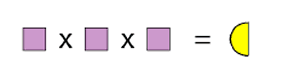 x x =